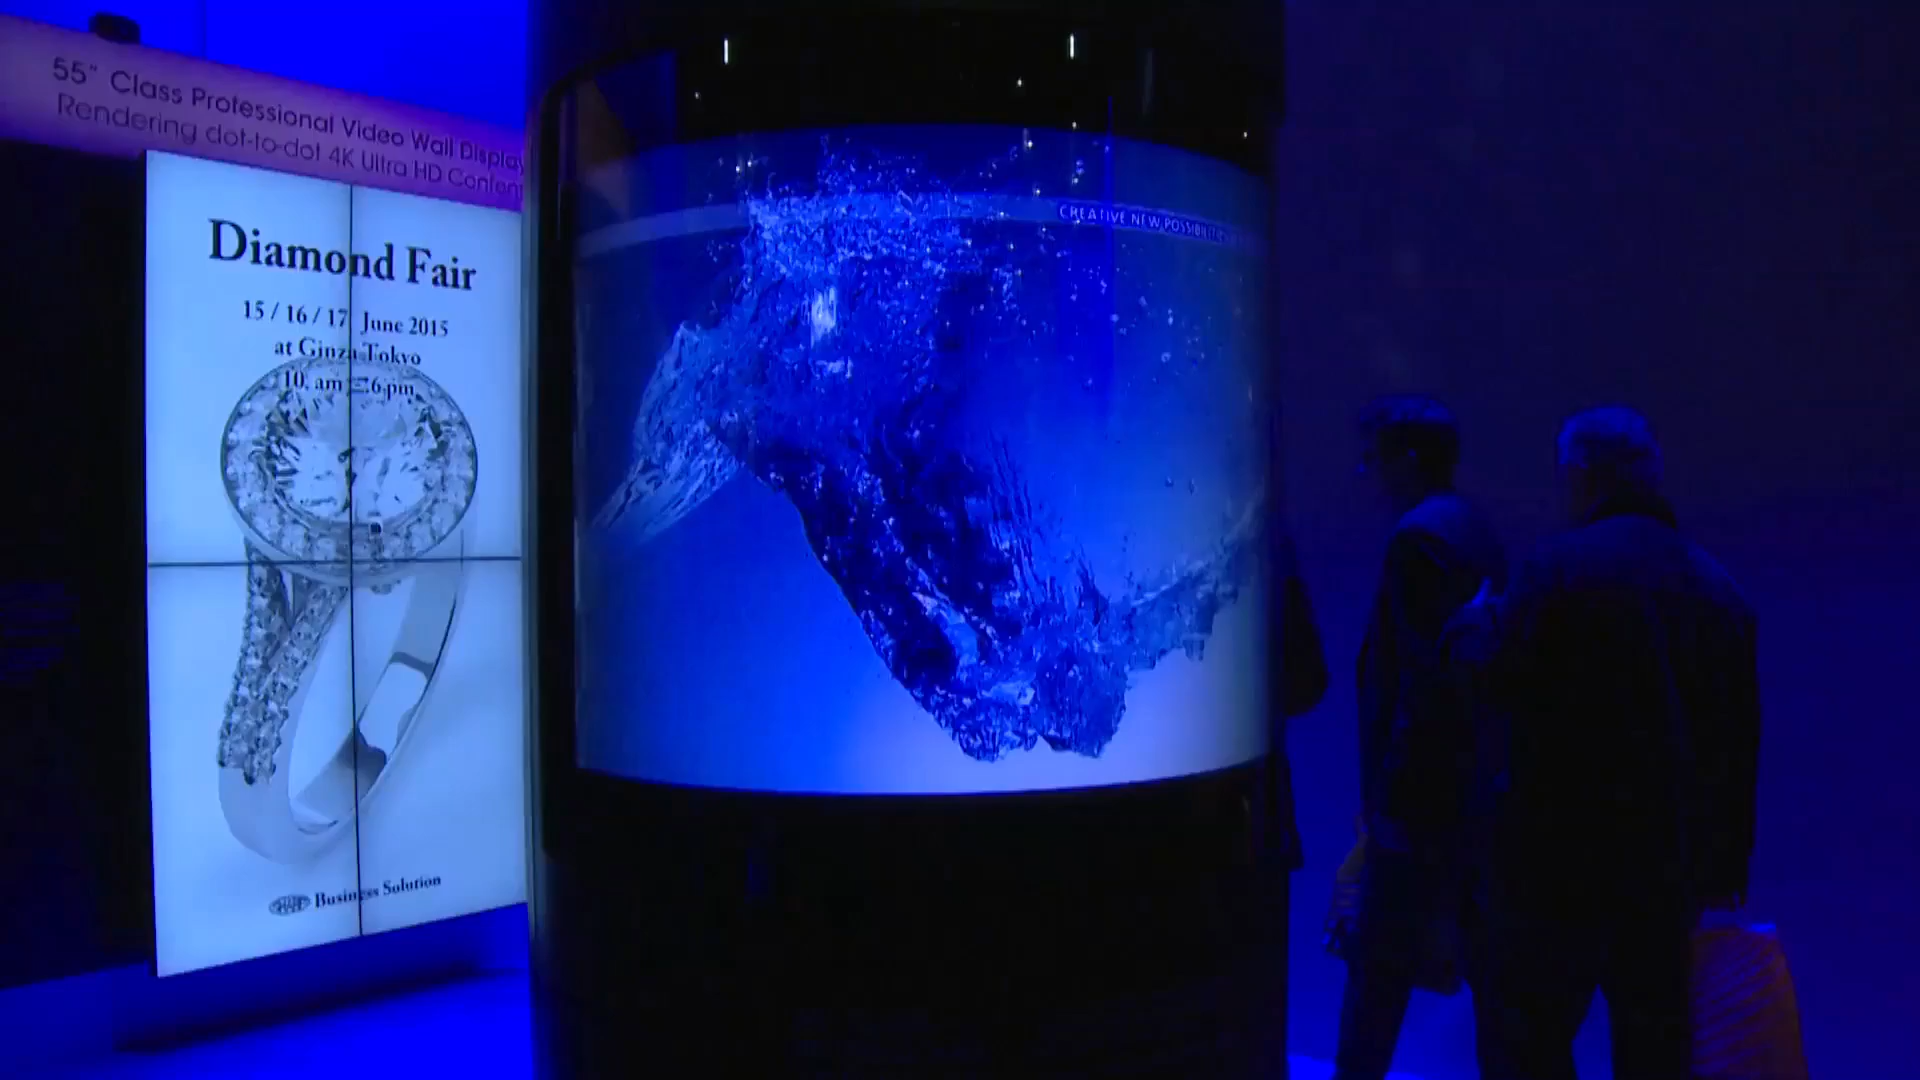 55" Class Professional Video Wall Display
Rendering dot-to-dot 4K Ultra HD Content
Diamond Fair
15 / 16 / 17 June 2015
at Ginza Tokyo
10. am - 6 pm
Business Solution
CREATIVE NEW